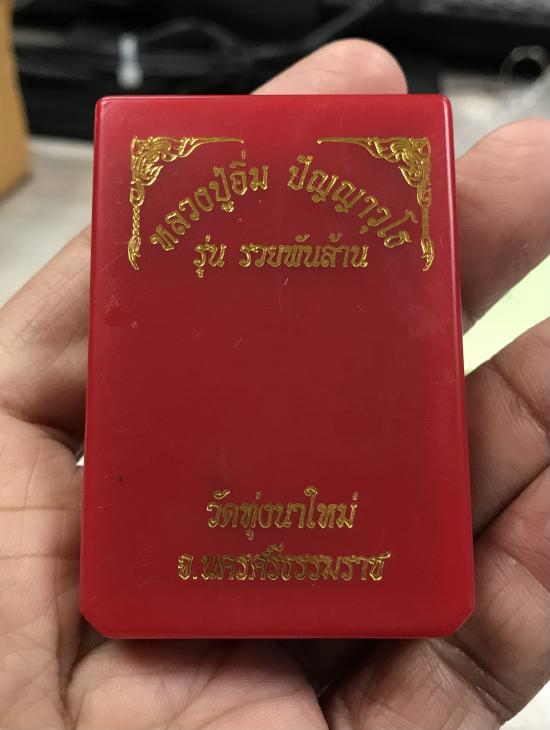 หลวงปู่อิ่ม ปัญญาวุโธ
รุ่น รวยพันล้าน
วัดทุ่งนาใหม่
จ.นครศรีธรรมราช